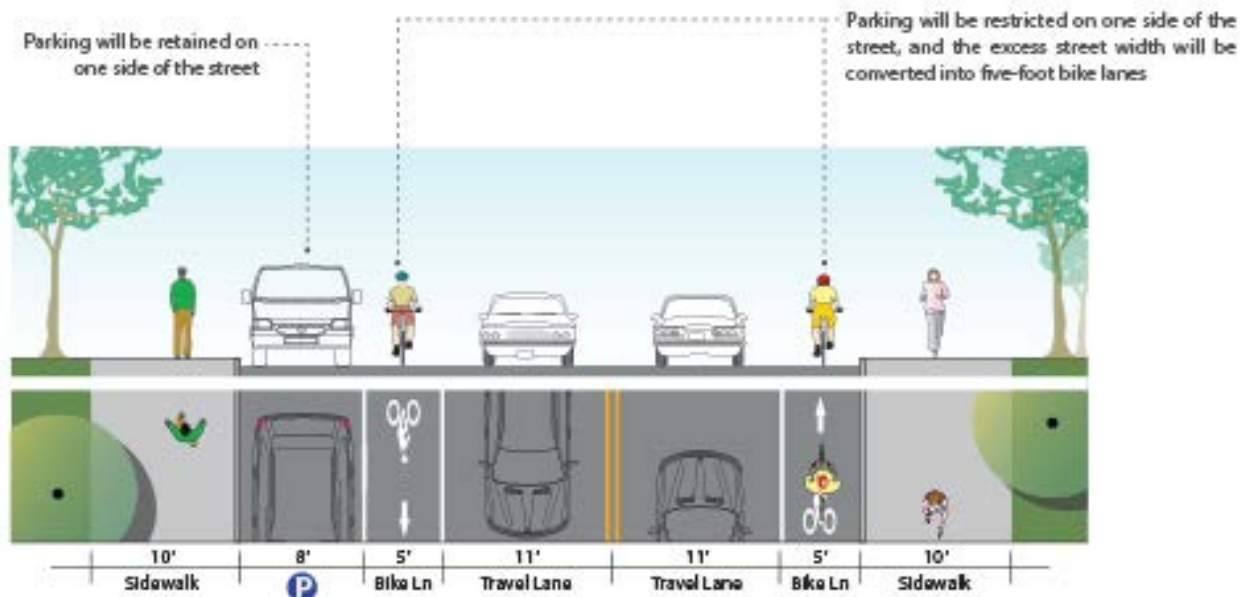 Parking will be retained on
one side of the street
Parking will be restricted on one side of the
street, and the excess street width will be
converted into five-foot bike lanes
10' 8' 5' 11' 11' 5' 10'
Sidewalk P Bike Ln Travel Lane Travel Lane Bike Ln Sidewalk